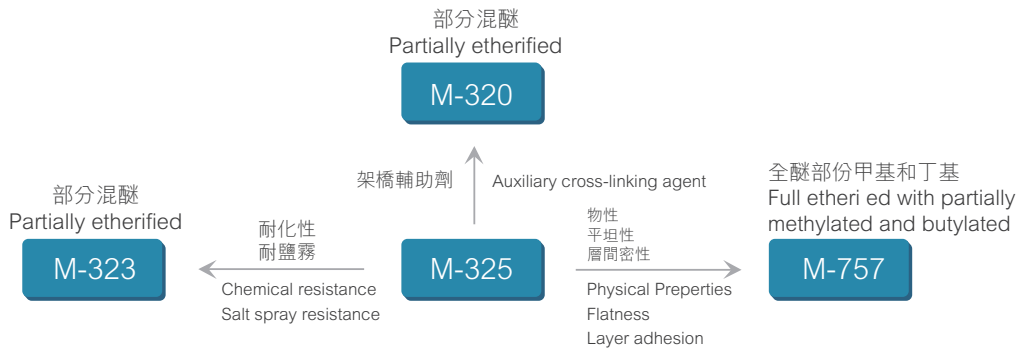 部分混醚
Partially etherified
M-320
架橋輔助劑
Auxiliary cross-linking agent
部分混醚
Partially etherified
M-323
耐化性
耐鹽霧
Chemical resistance
Salt spray resistance
M-325
物性
平坦性
層間密性
Physical Preperties
Flatness
Layer adhesion
全醚部份甲基和丁基
Full etheri ed with partially
methylated and butylated
M-757